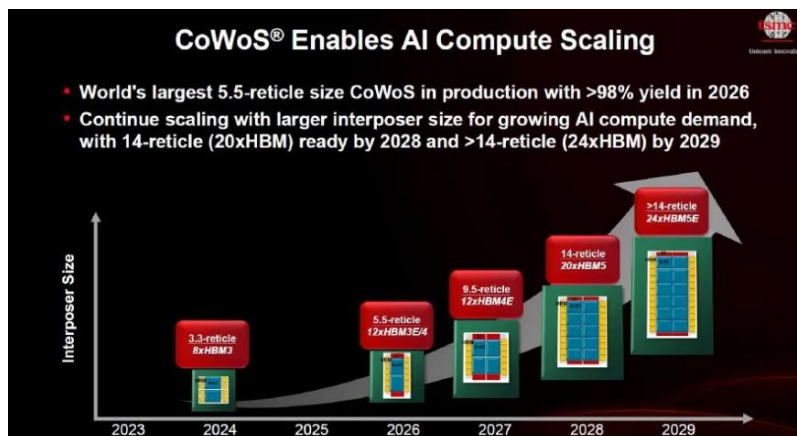 CoWoS® Enables AI Compute Scaling
tsmc
Unleash Innovation
• World's largest 5.5-reticle size CoWoS in production with >98% yield in 2026
• Continue scaling with larger interposer size for growing AI compute demand,
with 14-reticle (20xHBM) ready by 2028 and >14-reticle (24xHBM) by 2029
Interposer Size
3.3-reticle
8xHBM3
5.5-reticle
12xHBM3E/4
9.5-reticle
12xHBM4E
14-reticle
20xHBM5
>14-reticle
24xHBM5E
2023
2024
2025
2026
2027
2028
2029